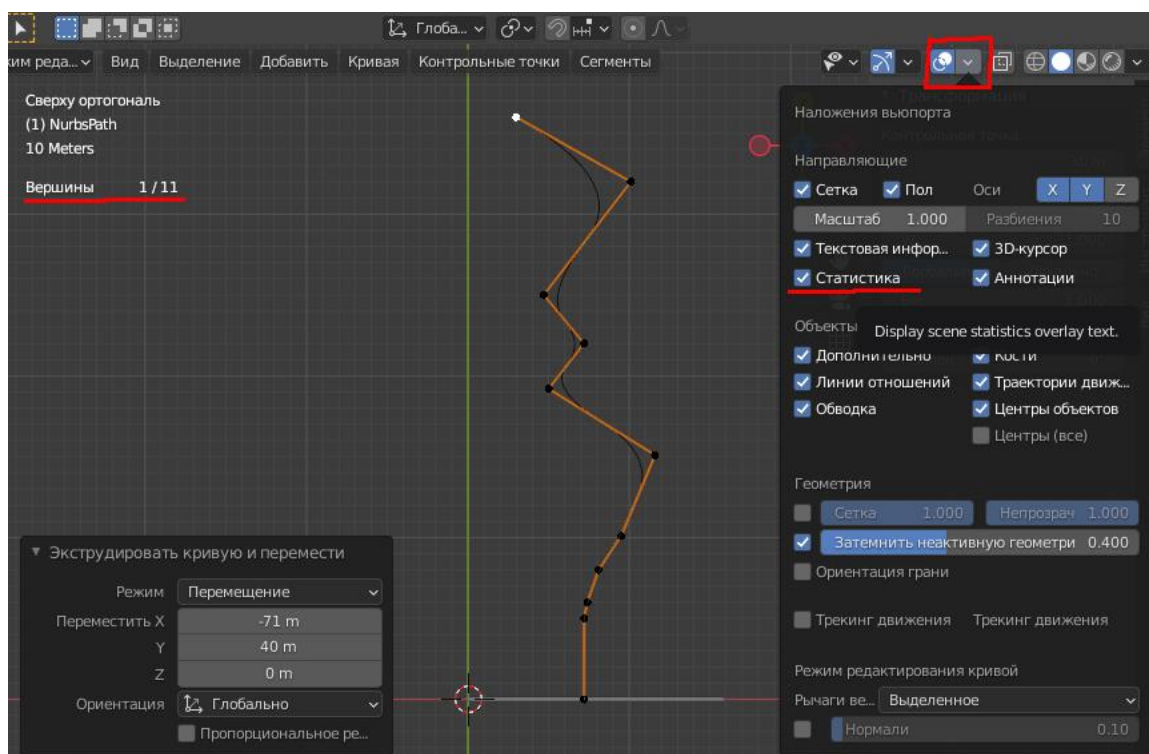 Глоба...
ким реда...
Вид
Выделение
Добавить
Кривая
Контрольные точки
Сегменты
Сверху ортогональ
(1) NurbsPath
10 Meters
Вершины 1/11
Наложения вьюпорта
Направляющие
Сетка
Пол
Оси
X
Y
Z
Масштаб 1.000
Разбиения 10
Текстовая инфор...
3D-курсор
Статистика
Аннотации
Объекты
Display scene statistics overlay text.
Дополнительно
Кости
Линии отношений
Траектории движ...
Обводка
Центры объектов
Центры (все)
Геометрия
Сетка 1.000
Непрозрач 1.000
Затемнить неактивную геометри 0.400
Ориентация грани
Трекинг движения
Трекинг движения
Режим редактирования кривой
Рычаги ве...
Выделенное
Нормали 0.10
Экструдировать кривую и перемести
Режим Перемещение
Переместить X -71 m
Y 40 m
Z 0 m
Ориентация Глобально
Пропорциональное ре...